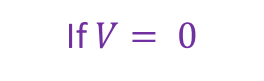 If V = 0